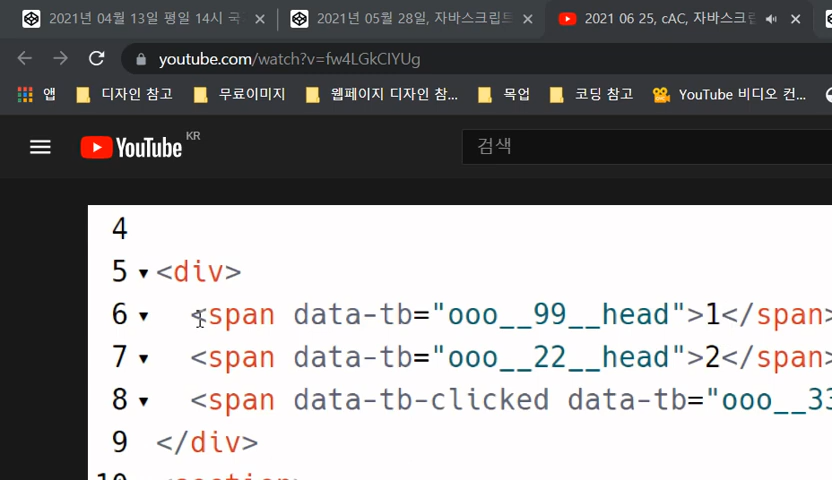 2021년 04월 13일 평일 14시 국
2021년 05월 28일, 자바스크립트
2021 06 25, cAC, 자바스크립
youtube.com/watch?v=fw4LGkCIYUg
앱 디자인 참고 무료이미지 웹페이지 디자인 참... 목업 코딩 참고 YouTube 비디오 컨...
YouTube KR 검색
4
5 <div>
6 <span data-tb="ooo__99__head">1</span>
7 <span data-tb="ooo__22__head">2</span>
8 <span data-tb-clicked data-tb="ooo__33
9 </div>
10 <section>